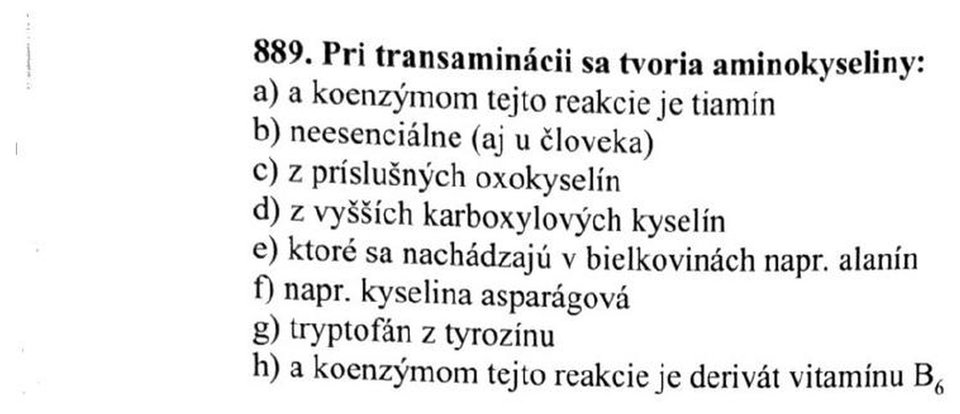 889. Pri transaminácii sa tvoria aminokyseliny:
a) a koenzýmom tejto reakcie je tiamín
b) neesenciálne (aj u človeka)
c) z príslušných oxokyselín
d) z vyšších karboxylových kyselín
e) ktoré sa nachádzajú v bielkovinách napr. alanín
f) napr. kyselina asparágová
g) tryptofán z tyrozínu
h) a koenzýmom tejto reakcie je derivát vitamínu B₆